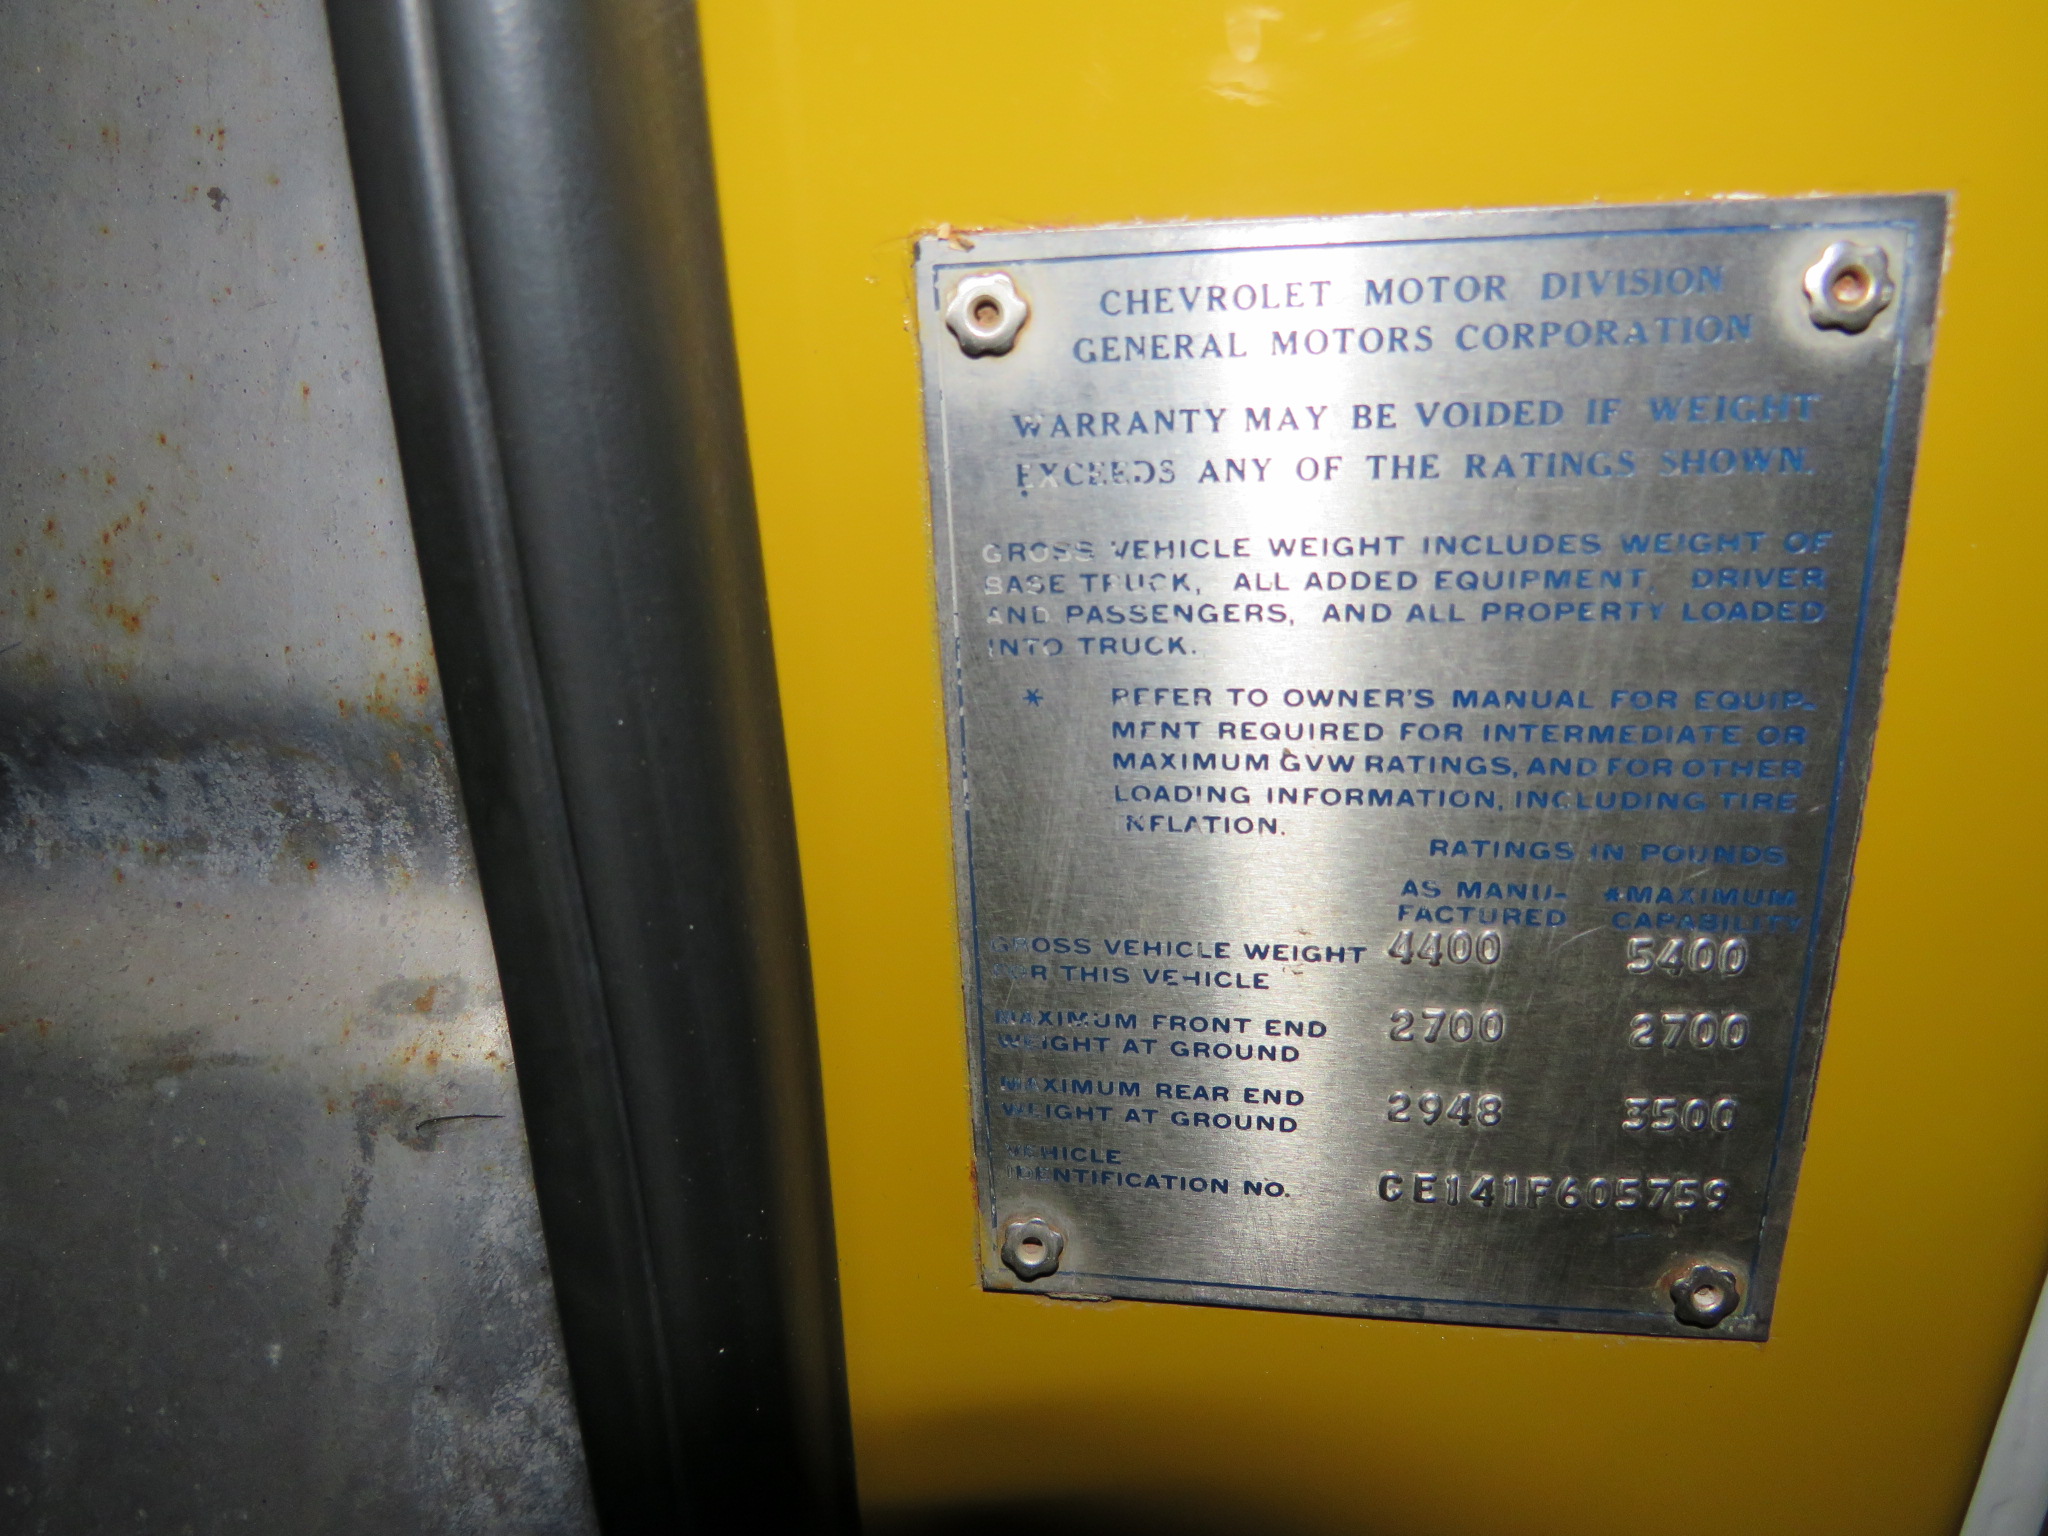 CHEVROLET MOTOR DIVISION
GENERAL MOTORS CORPORATION
WARRANTY MAY BE VOIDED IF WEIGHT
EXCEEDS ANY OF THE RATINGS SHOWN.
GROSS VEHICLE WEIGHT INCLUDES WEIGHT OF
BASE TRUCK, ALL ADDED EQUIPMENT, DRIVER
AND PASSENGERS, AND ALL PROPERTY LOADED
INTO TRUCK.
* REFER TO OWNER'S MANUAL FOR EQUIP-
MENT REQUIRED FOR INTERMEDIATE OR
MAXIMUM GVW RATINGS, AND FOR OTHER
LOADING INFORMATION, INCLUDING TIRE
INFLATION.
RATINGS IN POUNDS
AS MANU- *MAXIMUM
FACTURED CAPABILITY
GROSS VEHICLE WEIGHT 4400 5400
FOR THIS VEHICLE
MAXIMUM FRONT END 2700 2700
WEIGHT AT GROUND
MAXIMUM REAR END 2948 3500
WEIGHT AT GROUND
VEHICLE
IDENTIFICATION NO. CE141F605759